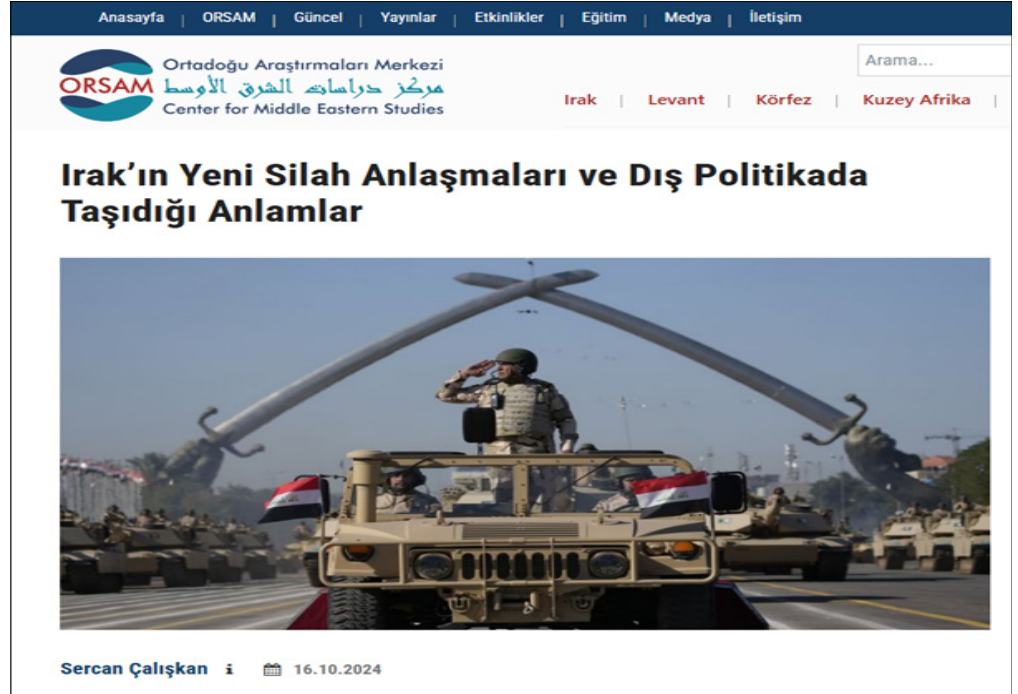 Anasayfa | ORSAM | Güncel | Yayınlar | Etkinlikler | Eğitim | Medya | İletişim
ORSAM
Ortadoğu Araştırmaları Merkezi
مركز دراسات الشرق الأوسط
Center for Middle Eastern Studies
Arama...
Irak | Levant | Körfez | Kuzey Afrika |
Irak’ın Yeni Silah Anlaşmaları ve Dış Politikada
Taşıdığı Anlamlar
Sercan Çalışkan i 16.10.2024